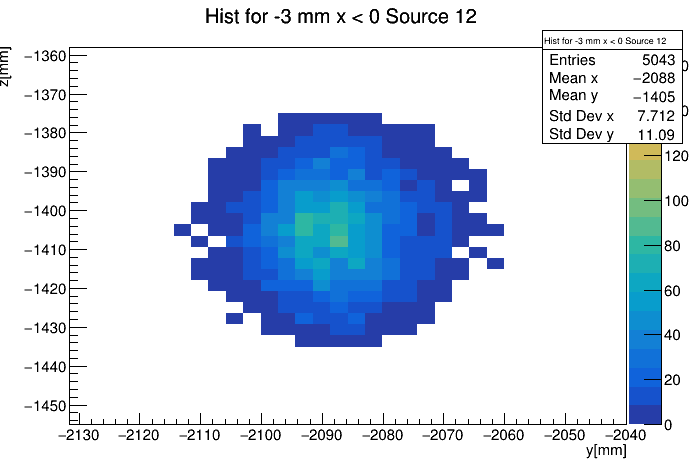 Hist for -3 mm x < 0 Source 12
z[mm]
Hist for -3 mm x < 0 Source 12
Entries 5043
Mean x −2088
Mean y −1405
Std Dev x 7.712
Std Dev y 11.09
−1360
−1370
−1380
−1390
−1400
−1410
−1420
−1430
−1440
−1450
0
120
100
80
60
40
20
0
−2130 −2120 −2110 −2100 −2090 −2080 −2070 −2060 −2050 −2040
y[mm]